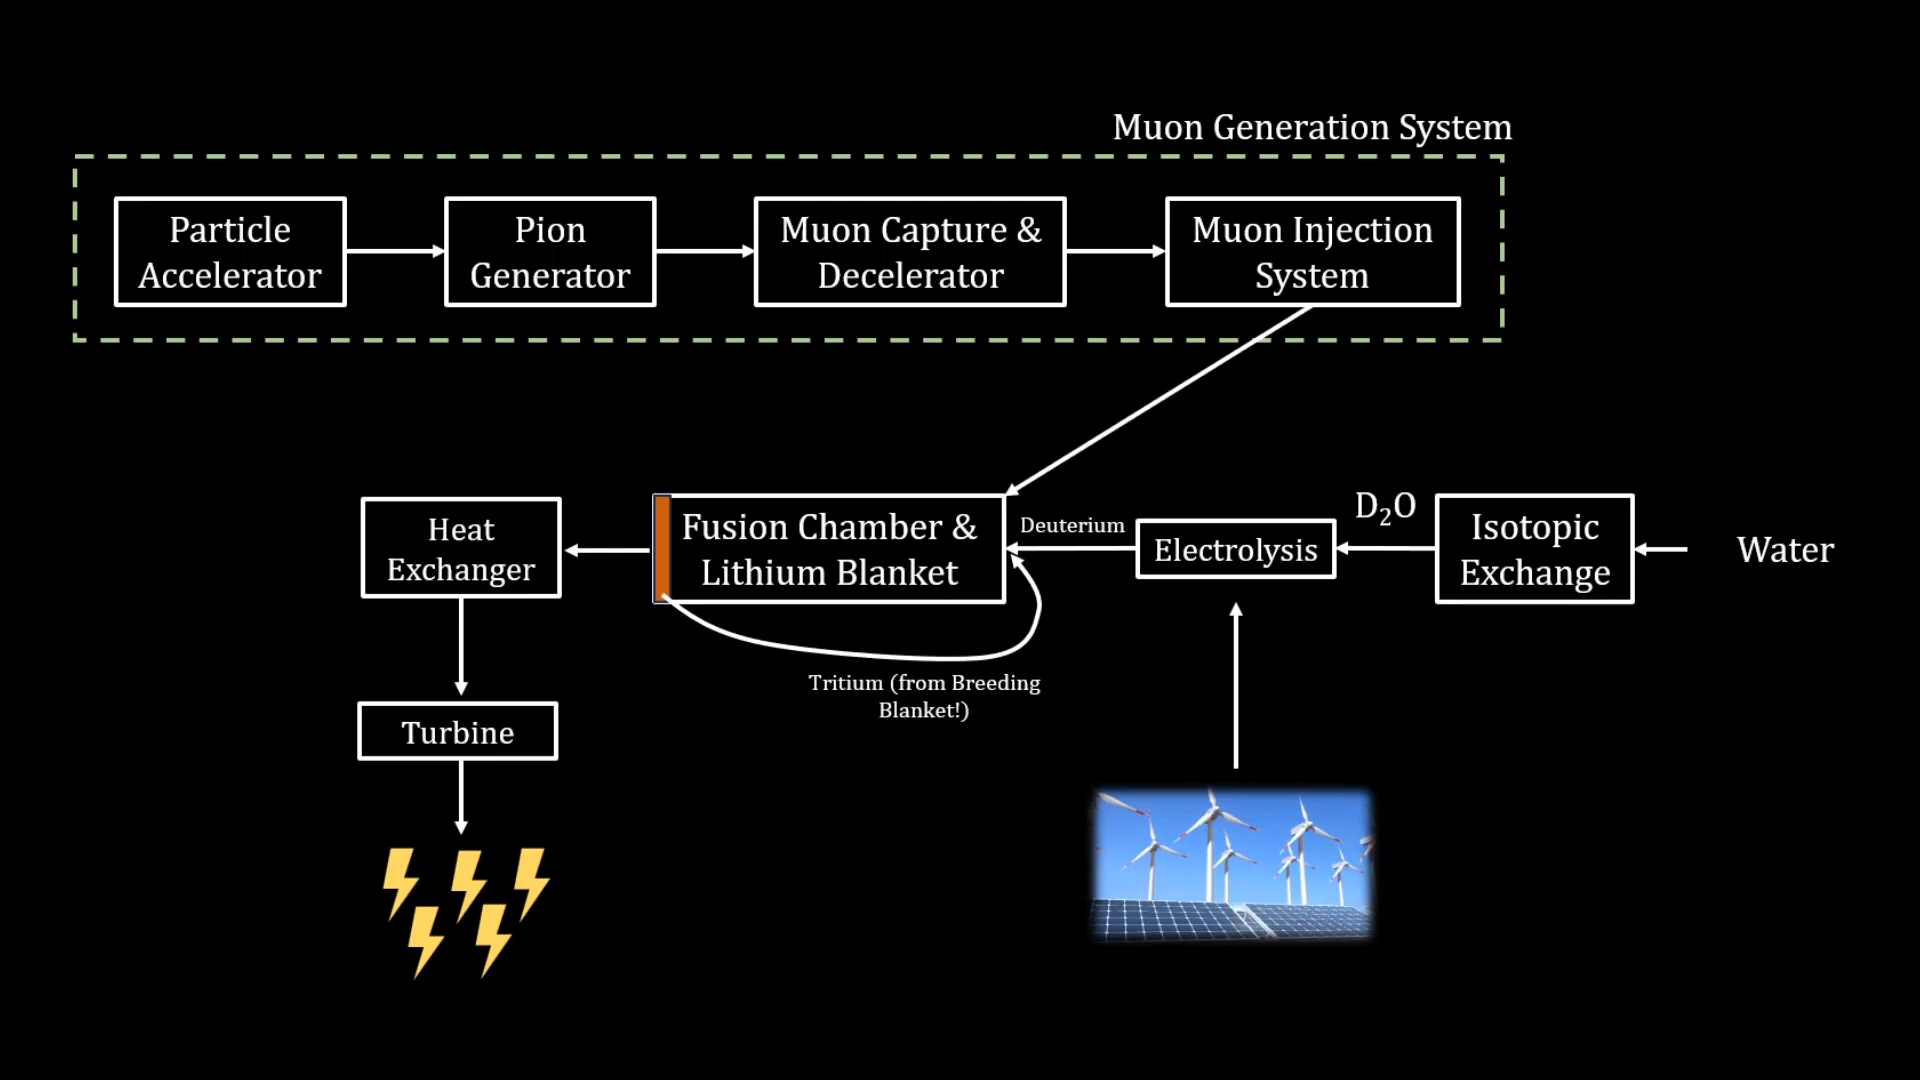 Muon Generation System
Particle
Accelerator
Pion
Generator
Muon Capture &
Decelerator
Muon Injection
System
Heat
Exchanger
Fusion Chamber &
Lithium Blanket
Deuterium
Electrolysis
D₂O
Isotopic
Exchange
Water
Tritium (from Breeding
Blanket!)
Turbine